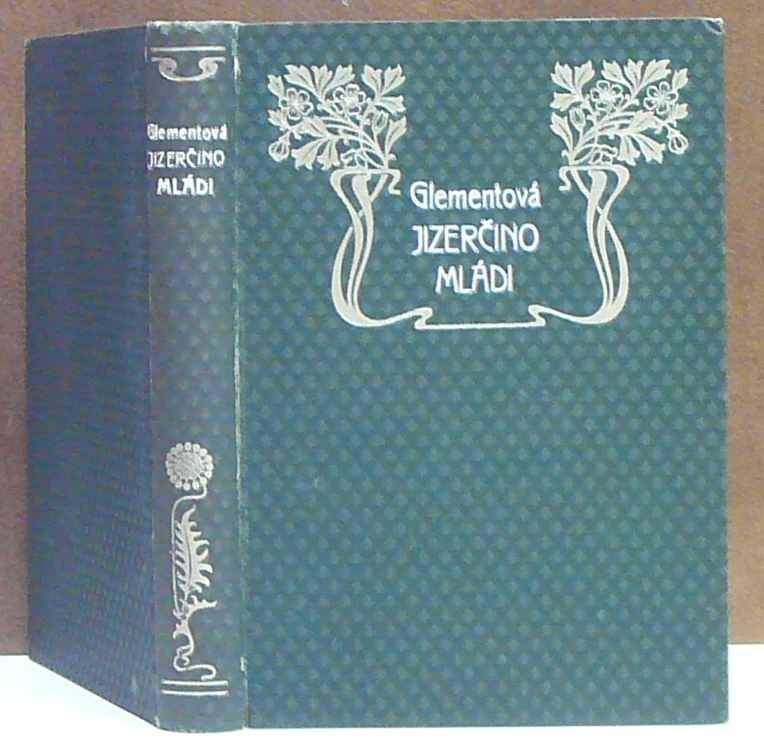 Glementová
JIZERČINO
MLÁDI
Glementová
JIZERČINO
MLÁDI